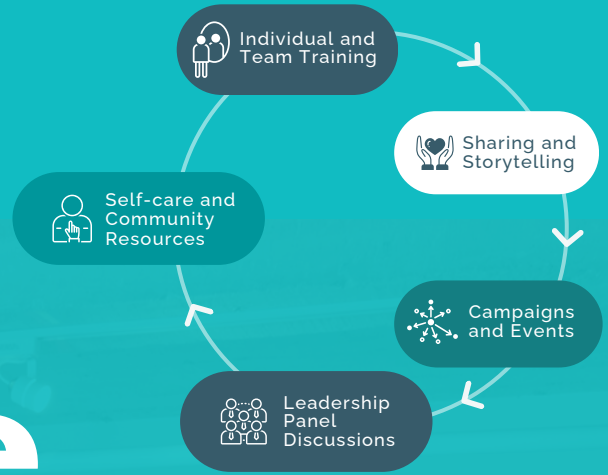 Individual and
Team Training
Sharing and
Storytelling
Self-care and
Community
Resources
Campaigns
and Events
Leadership
Panel
Discussions
e